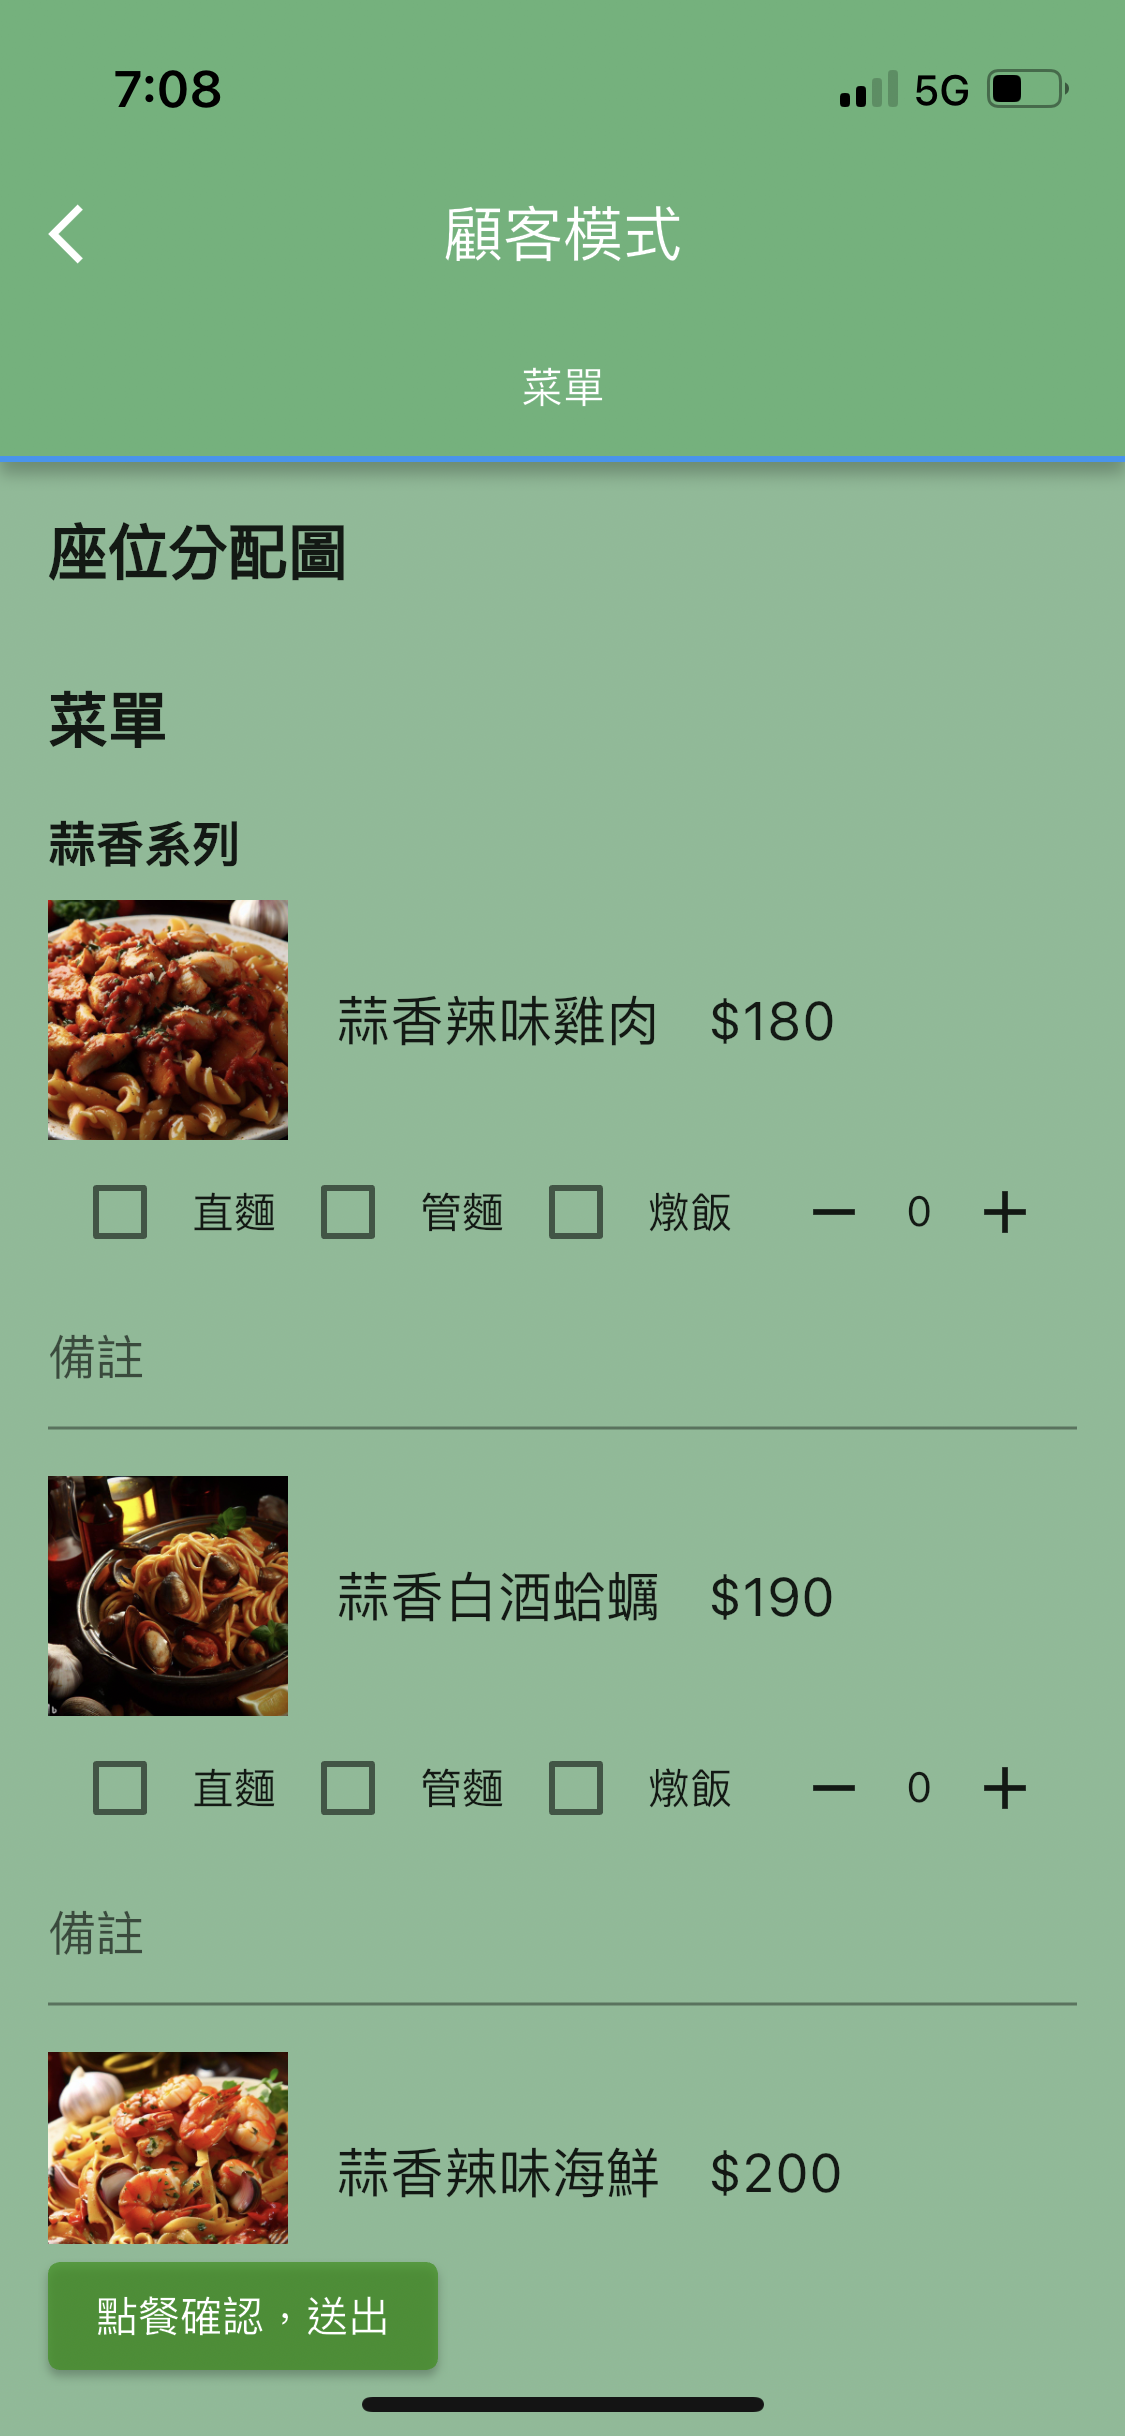 7:08 5G
顧客模式
菜單
座位分配圖
菜單
蒜香系列
蒜香辣味雞肉 $180
直麵 管麵 燉飯 0
備註
蒜香白酒蛤蠣 $190
直麵 管麵 燉飯 0
備註
蒜香辣味海鮮 $200
點餐確認，送出